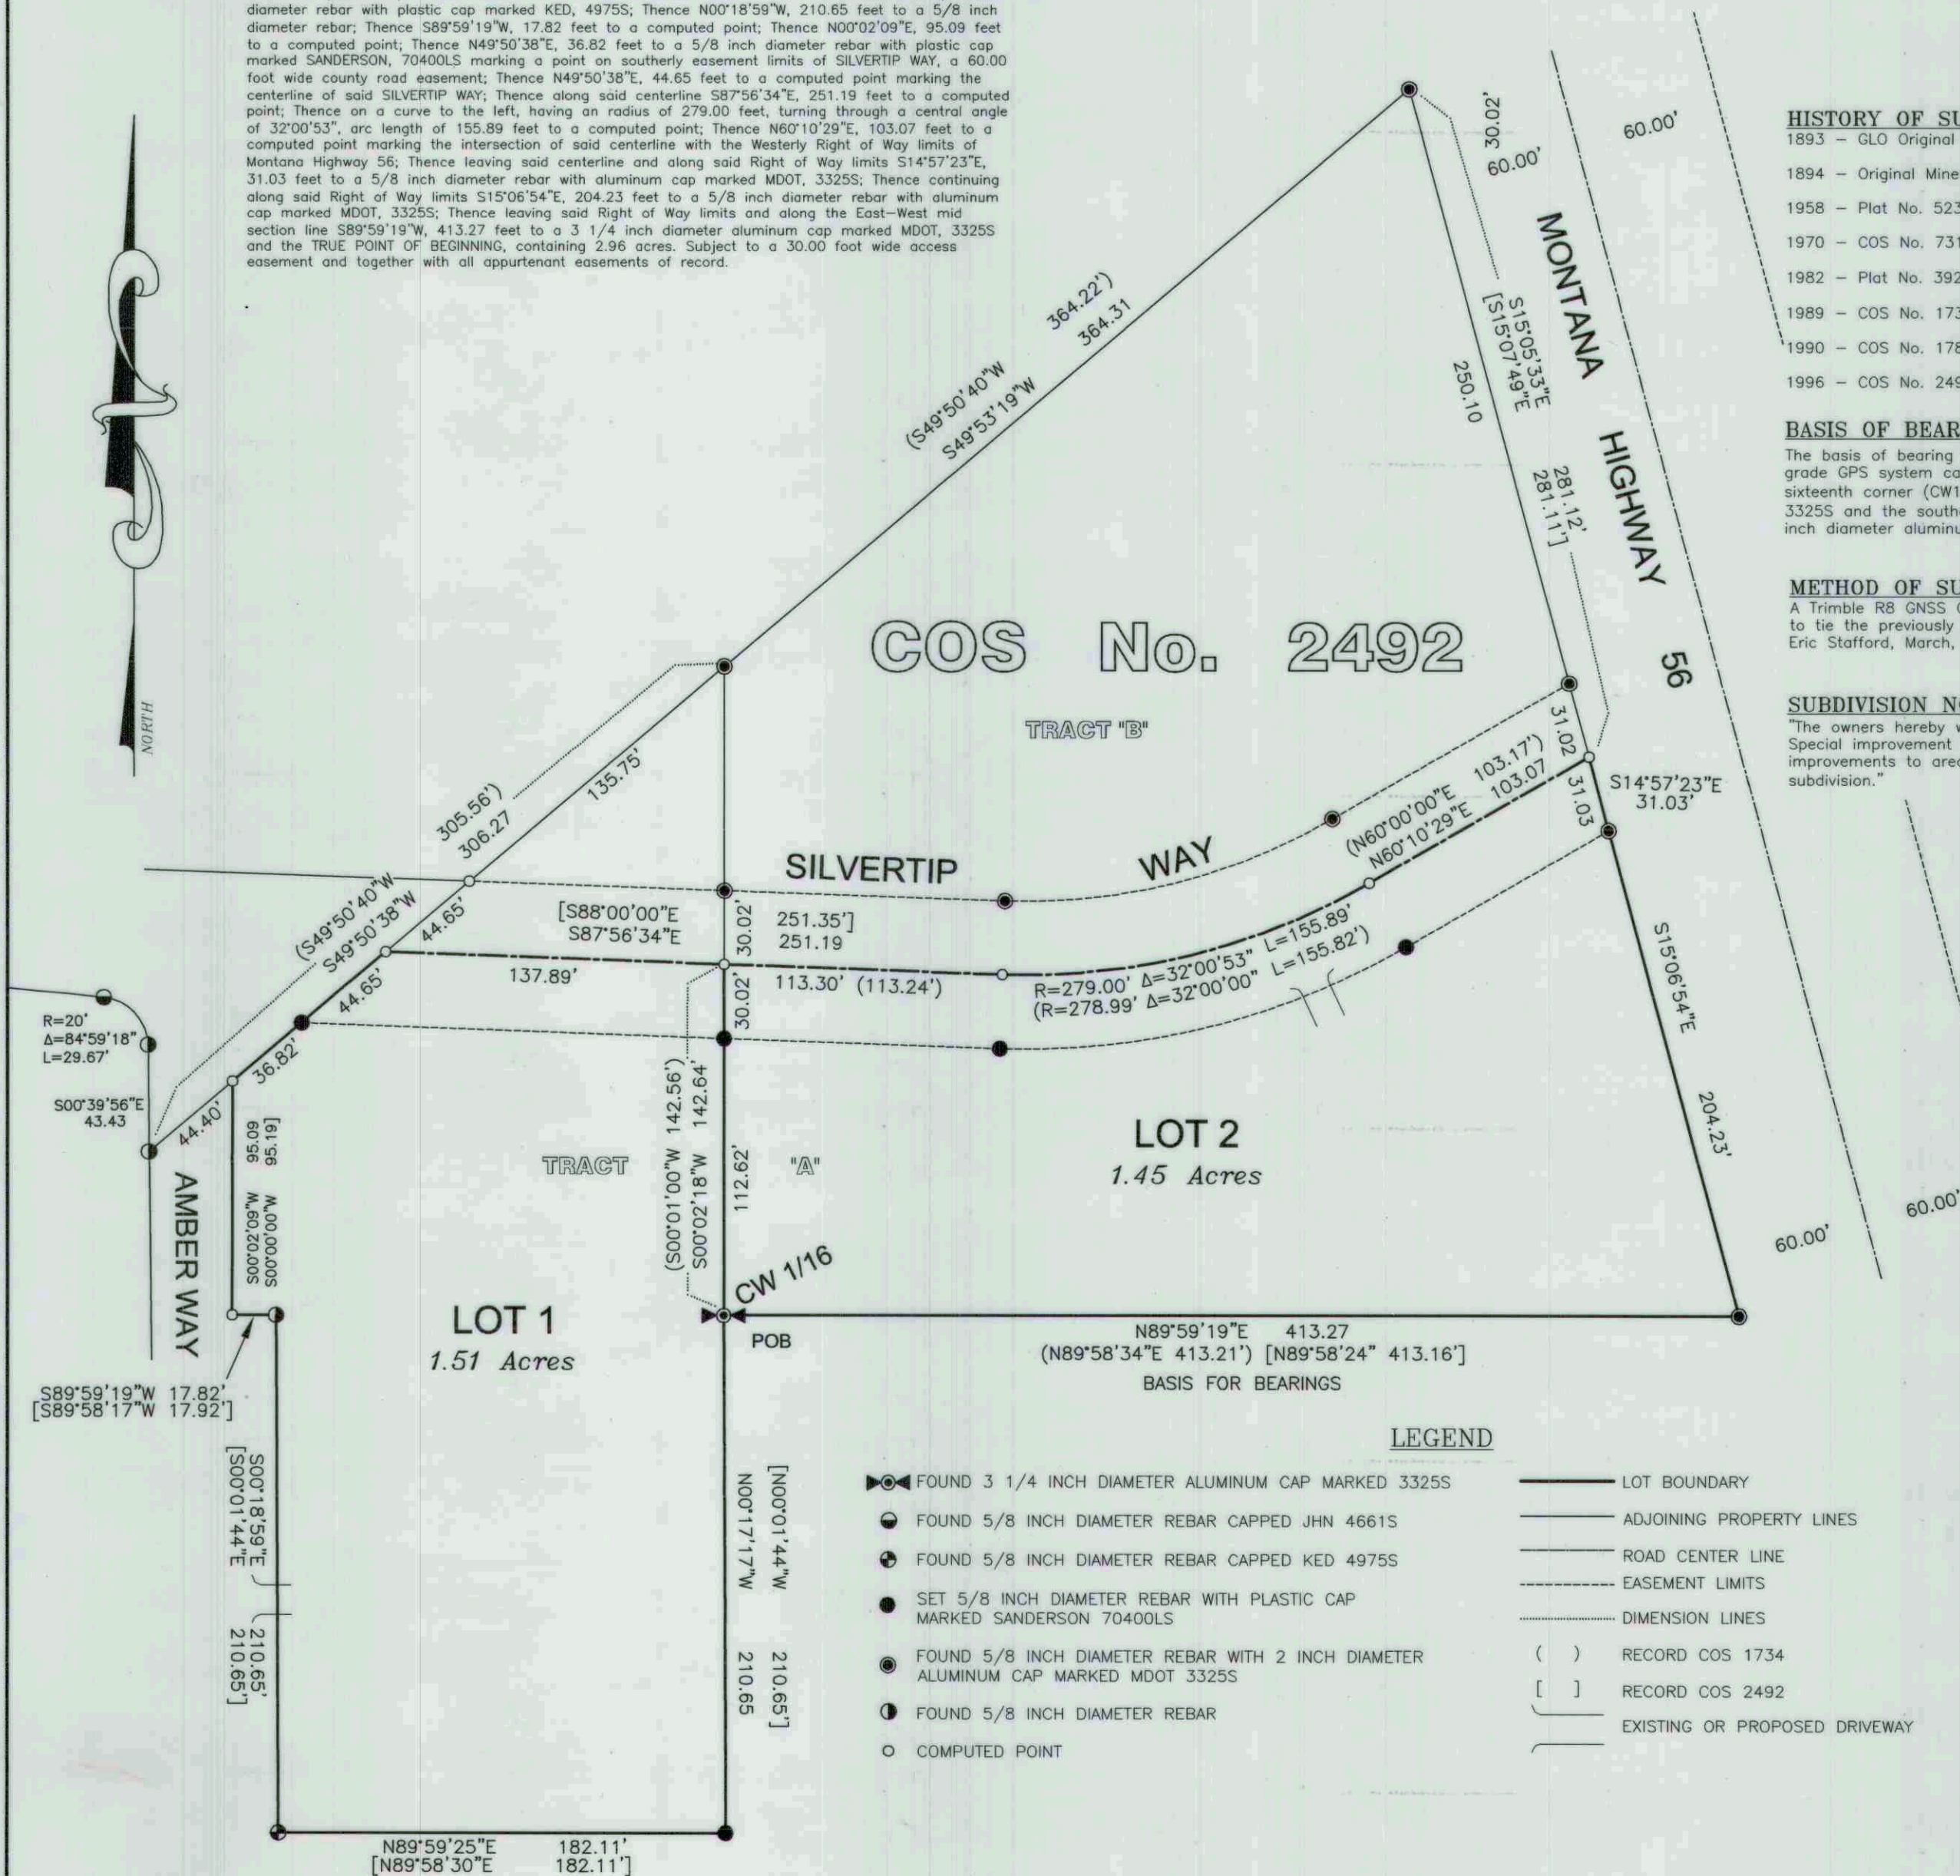 diameter rebar with plastic cap marked KED, 4975S; Thence N00°18'59"W, 210.65 feet to a 5/8 inch
diameter rebar; Thence S89°59'19"W, 17.82 feet to a computed point; Thence N00°02'09"E, 95.09 feet
to a computed point; Thence N49°50'38"E, 36.82 feet to a 5/8 inch diameter rebar with plastic cap
marked SANDERSON, 70400LS marking a point on southerly easement limits of SILVERTIP WAY, a 60.00
foot wide county road easement; Thence N49°50'38"E, 44.65 feet to a computed point marking the
centerline of said SILVERTIP WAY; Thence along said centerline S87°56'34"E, 251.19 feet to a computed
point; Thence on a curve to the left, having an radius of 279.00 feet, turning through a central angle
of 32°00'53", arc length of 155.89 feet to a computed point; Thence N60°10'29"E, 103.07 feet to a
computed point marking the intersection of said centerline with the Westerly Right of Way limits of
Montana Highway 56; Thence leaving said centerline and along said Right of Way limits S14°57'23"E,
31.03 feet to a 5/8 inch diameter rebar with aluminum cap marked MDOT, 3325S; Thence continuing
along said Right of Way limits S15°06'54"E, 204.23 feet to a 5/8 inch diameter rebar with aluminum
cap marked MDOT, 3325S; Thence leaving said Right of Way limits and along the East-West mid
section line S89°59'19"W, 413.27 feet to a 3 1/4 inch diameter aluminum cap marked MDOT, 3325S
and the TRUE POINT OF BEGINNING, containing 2.96 acres. Subject to a 30.00 foot wide access
easement and together with all appurtenant easements of record.
NORTH
HISTORY OF SU
1893 - GLO Original
1894 - Original Mine
1958 - Plat No. 523
1970 - COS No. 731
1982 - Plat No. 392
1989 - COS No. 173
1990 - COS No. 178
1996 - COS No. 249
BASIS OF BEAR
The basis of bearing
grade GPS system ca
sixteenth corner (CW1
3325S and the south
inch diameter aluminu
METHOD OF SU
A Trimble R8 GNSS
to tie the previously
Eric Stafford, March,
SUBDIVISION N
"The owners hereby w
Special improvement
improvements to are
subdivision."
30.02'
60.00'
60.00'
MONTANA HIGHWAY 56
S15°05'33"E 281.12'
[S15°07'49"E 281.11']
250.10
364.22')
364.31
(S49°50'40"W
S49°53'19"W
COS No. 2492
TRACT "B"
305.56')
306.27
135.75'
(S49°50'40"W
S49°50'38"W
44.65'
44.65'
36.82'
44.40'
SILVERTIP WAY
[S88°00'00"E 251.35']
S87°56'34"E 251.19
30.02'
30.02'
137.89'
113.30' (113.24')
R=279.00' Δ=32°00'53" L=155.89'
(R=278.99' Δ=32°00'00" L=155.82')
(N60°00'00"E 103.17')
N60°10'29"E 103.07
31.02
31.03
S14°57'23"E
31.03'
S15°06'54"E 204.23'
60.00'
60.00'
R=20'
Δ=84°59'18"
L=29.67'
S00°39'56"E
43.43
AMBER WAY
S00°02'09"W 95.09
S00°00'00"W 95.19]
TRACT "A"
(S00°01'00"W 142.56')
S00°02'18"W 142.64'
112.62'
LOT 2
1.45 Acres
LOT 1
1.51 Acres
CW 1/16
POB
N89°59'19"E 413.27
(N89°58'34"E 413.21') [N89°58'24" 413.16']
BASIS FOR BEARINGS
S89°59'19"W 17.82'
[S89°58'17"W 17.92']
S00°18'59"E 210.65'
[S00°01'44"E 210.65']
[N00°01'44"W 210.65']
N00°17'17"W 210.65
N89°59'25"E 182.11'
[N89°58'30"E 182.11']
LEGEND
FOUND 3 1/4 INCH DIAMETER ALUMINUM CAP MARKED 3325S
FOUND 5/8 INCH DIAMETER REBAR CAPPED JHN 4661S
FOUND 5/8 INCH DIAMETER REBAR CAPPED KED 4975S
SET 5/8 INCH DIAMETER REBAR WITH PLASTIC CAP
MARKED SANDERSON 70400LS
FOUND 5/8 INCH DIAMETER REBAR WITH 2 INCH DIAMETER
ALUMINUM CAP MARKED MDOT 3325S
FOUND 5/8 INCH DIAMETER REBAR
COMPUTED POINT
LOT BOUNDARY
ADJOINING PROPERTY LINES
ROAD CENTER LINE
EASEMENT LIMITS
DIMENSION LINES
( ) RECORD COS 1734
[ ] RECORD COS 2492
EXISTING OR PROPOSED DRIVEWAY